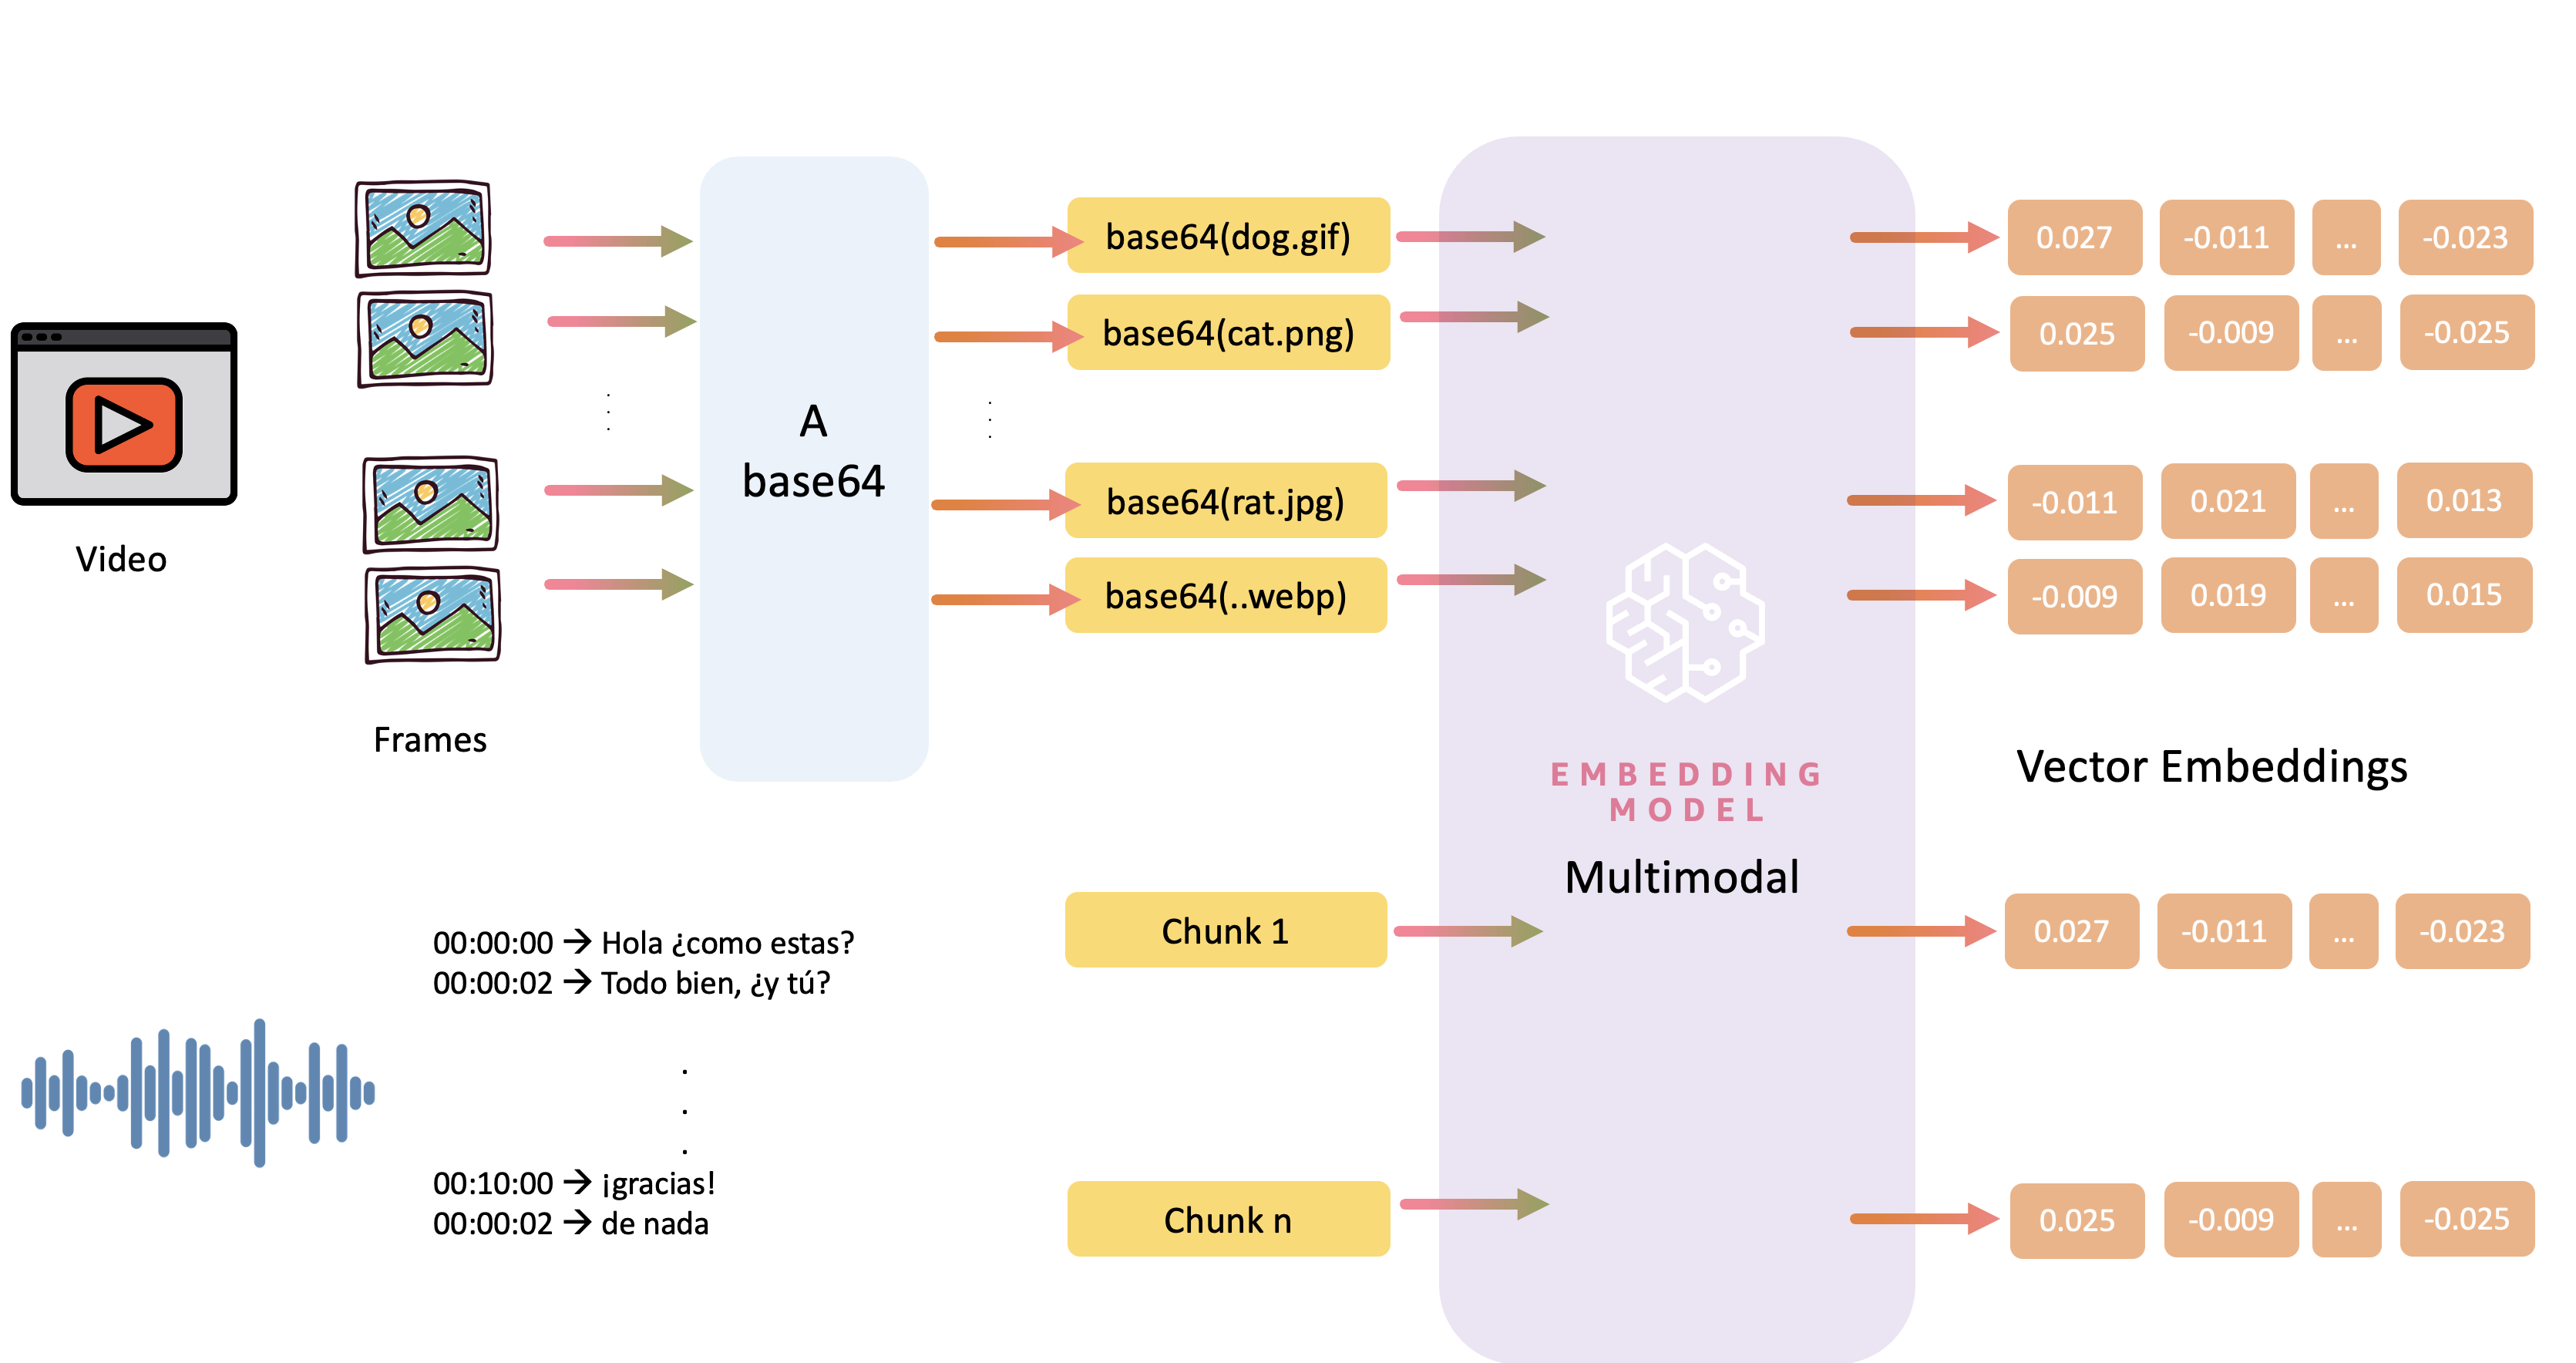 base64(dog.gif)
0.027 -0.011 ... -0.023
base64(cat.png)
0.025 -0.009 ... -0.025
A
base64
base64(rat.jpg)
-0.011 0.021 ... 0.013
base64(..webp)
-0.009 0.019 ... 0.015
Video
Frames
EMBEDDING
MODEL
Multimodal
Vector Embeddings
00:00:00 → Hola ¿como estas?
00:00:02 → Todo bien, ¿y tú?
.
.
.
00:10:00 → ¡gracias!
00:00:02 → de nada
Chunk 1
0.027 -0.011 ... -0.023
Chunk n
0.025 -0.009 ... -0.025